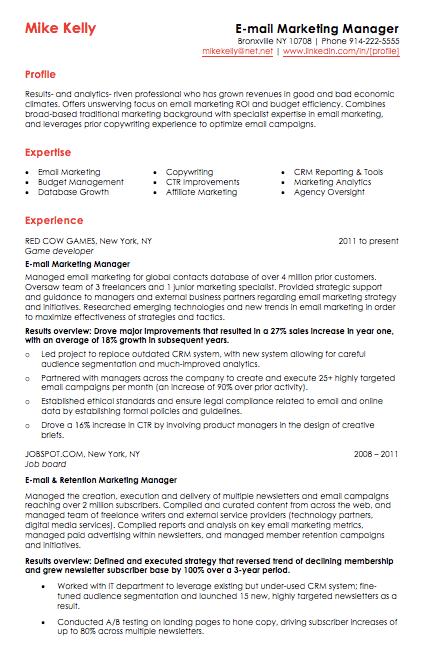 Mike Kelly
E-mail Marketing Manager
Bronxville NY 10708 | Phone 914-222-5555
mikekelly@net.net | www.linkedin.com/in/{profile}
Profile
Results- and analytics- riven professional who has grown revenues in good and bad economic
climates. Offers unswerving focus on email marketing ROI and budget efficiency. Combines
broad-based traditional marketing background with specialist expertise in email marketing,
and leverages prior copywriting experience to optimize email campaigns.
Expertise
• Email Marketing • Copywriting • CRM Reporting & Tools
• Budget Management • CTR Improvements • Marketing Analytics
• Database Growth • Affiliate Marketing • Agency Oversight
Experience
RED COW GAMES, New York, NY 2011 to present
Game developer
E-mail Marketing Manager
Managed email marketing for global contacts database of over 4 million prior customers.
Oversaw team of 3 freelancers and 1 junior marketing specialist. Provided strategic support
and guidance to managers and external business partners regarding email marketing strategy
and initiatives. Researched emerging technologies and new trends in email marketing in order
to maximize effectiveness of strategies and tactics.
Results overview: Drove major improvements that resulted in a 27% sales increase in year one,
with an average of 18% growth in subsequent years.
o Led project to replace outdated CRM system, with new system allowing for careful
audience segmentation and much-improved analytics.
o Partnered with managers across the company to create and execute 25+ highly targeted
email campaigns per month (an increase of 90% over prior activity).
o Established ethical standards and ensure legal compliance related to email and online
data by establishing formal policies and guidelines.
o Drove a 16% increase in CTR by involving product managers in the design of creative
briefs.
JOBSPOT.COM, New York, NY 2008 – 2011
Job board
E-mail & Retention Marketing Manager
Managed the creation, execution and delivery of multiple newsletters and email campaigns
reaching over 2 million subscribers. Compiled and curated content from across the web, and
managed team of freelance writers and external service providers (technology partners,
digital media services). Compiled reports and analysis on key email marketing metrics,
managed paid advertising within newsletters, and managed member retention campaigns
and initiatives.
Results overview: Defined and executed strategy that reversed trend of declining membership
and grew newsletter subscriber base by 100% over a 3-year period.
• Worked with IT department to leverage existing but under-used CRM system; fine-
tuned audience segmentation and launched 15 new, highly targeted newsletters as a
result.
• Conducted A/B testing on landing pages to hone copy, driving subscriber increases of
up to 80% across multiple newsletters.